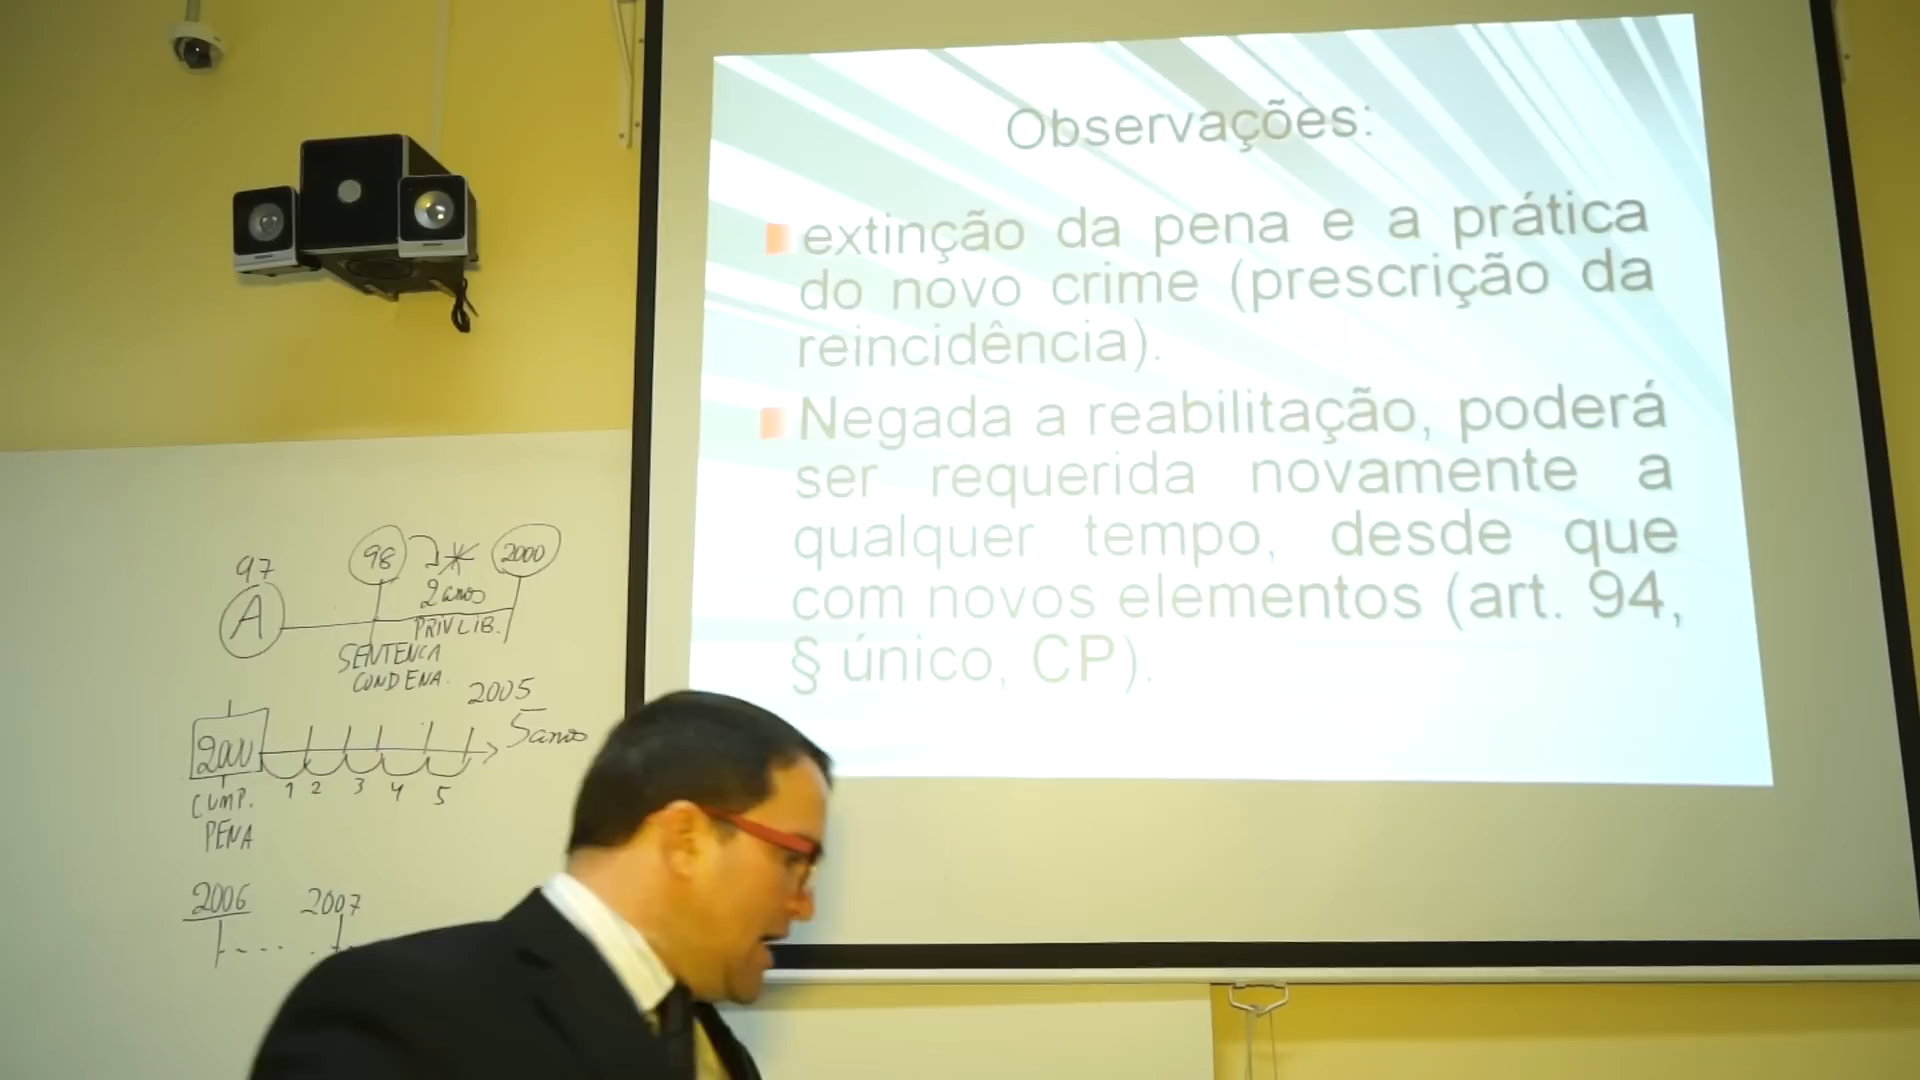 Observações:
extinção da pena e a prática
do novo crime (prescrição da
reincidência).
Negada a reabilitação, poderá
ser requerida novamente a
qualquer tempo, desde que
com novos elementos (art. 94,
§ único, CP).
97
98
2000
A
2 anos
PRIV LIB.
SENTENCA
CONDENA.
2005
5 anos
1 2 3 4 5
CUMP.
PENA
2006 2007